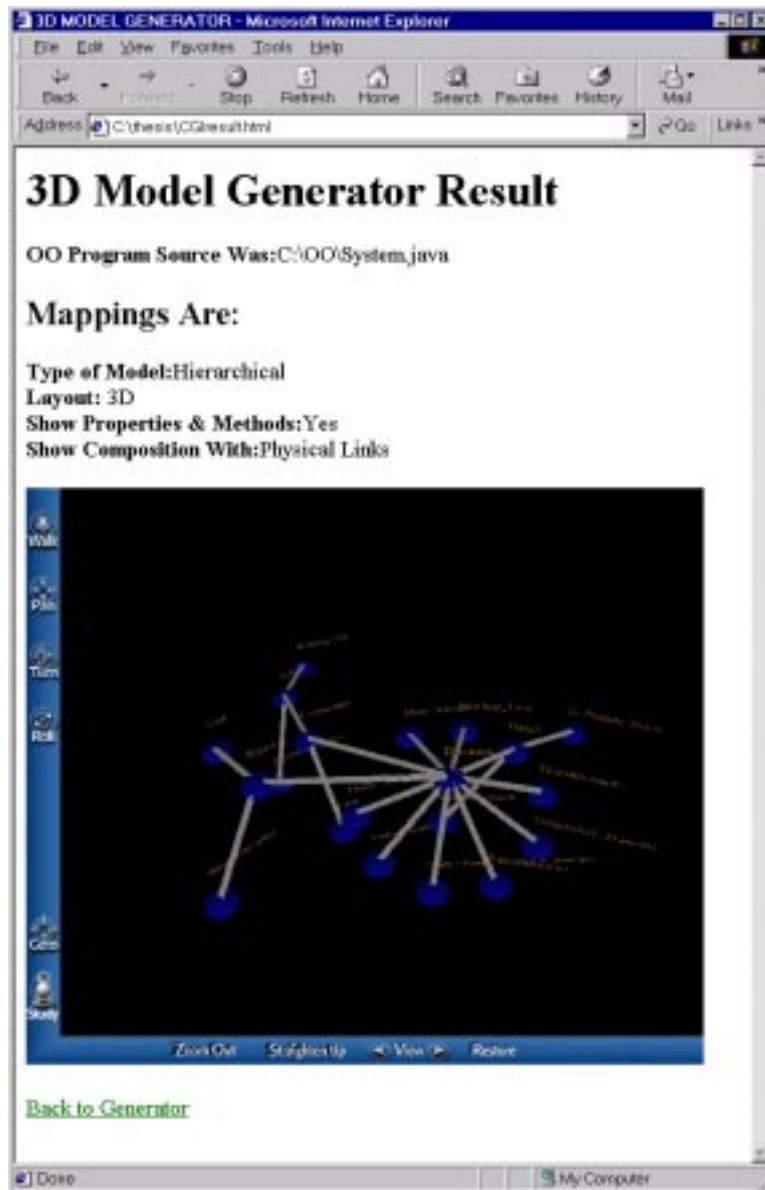 3D MODEL GENERATOR - Microsoft Internet Explorer
File Edit View Favorites Tools Help
Back Forward Stop Refresh Home Search Favorites History Mail
Address C:\thesis\CGIresult.html Go Links
3D Model Generator Result
OO Program Source Was:C:\OO\System.java
Mappings Are:
Type of Model:Hierarchical
Layout: 3D
Show Properties & Methods:Yes
Show Composition With:Physical Links
Walk
Pan
Turn
Roll
Goto
Study
Zoom Out Straighten Up View Restore
Back to Generator
Done My Computer